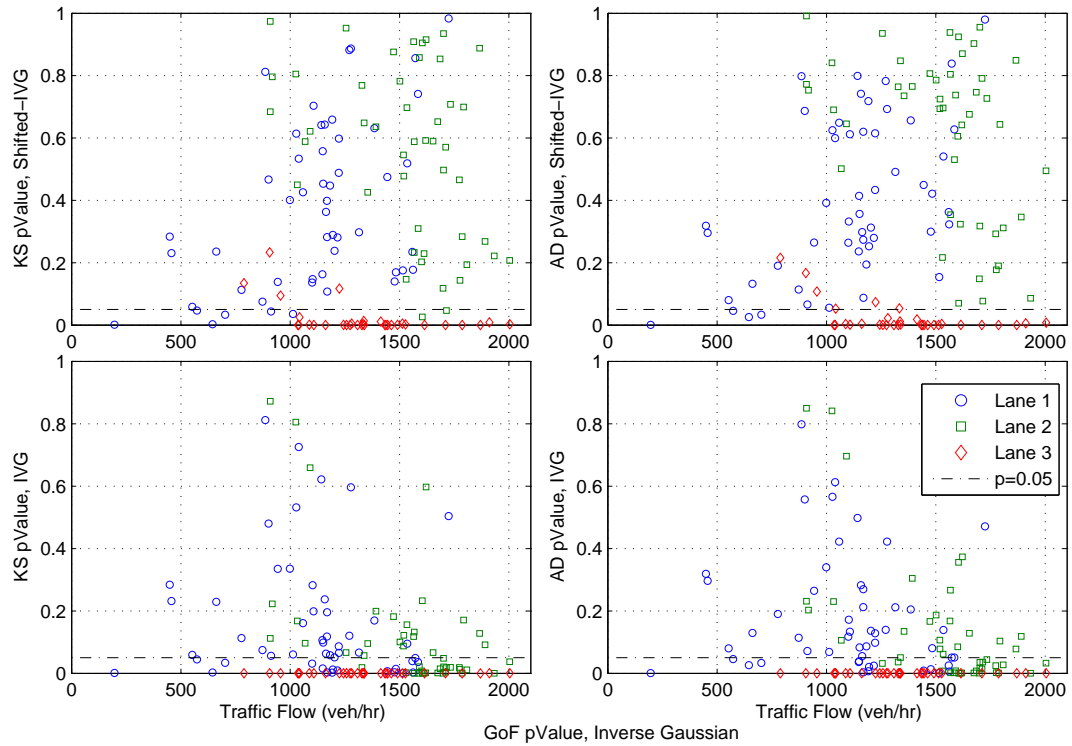 1
0.8
0.6
0.4
0.2
0
0 500 1000 1500 2000
KS pValue, Shifted−IVG
1
0.8
0.6
0.4
0.2
0
0 500 1000 1500 2000
AD pValue, Shifted−IVG
1
0.8
0.6
0.4
0.2
0
0 500 1000 1500 2000
KS pValue, IVG
Traffic Flow (veh/hr)
1
0.8
0.6
0.4
0.2
0
0 500 1000 1500 2000
AD pValue, IVG
Traffic Flow (veh/hr)
Lane 1
Lane 2
Lane 3
p=0.05
GoF pValue, Inverse Gaussian